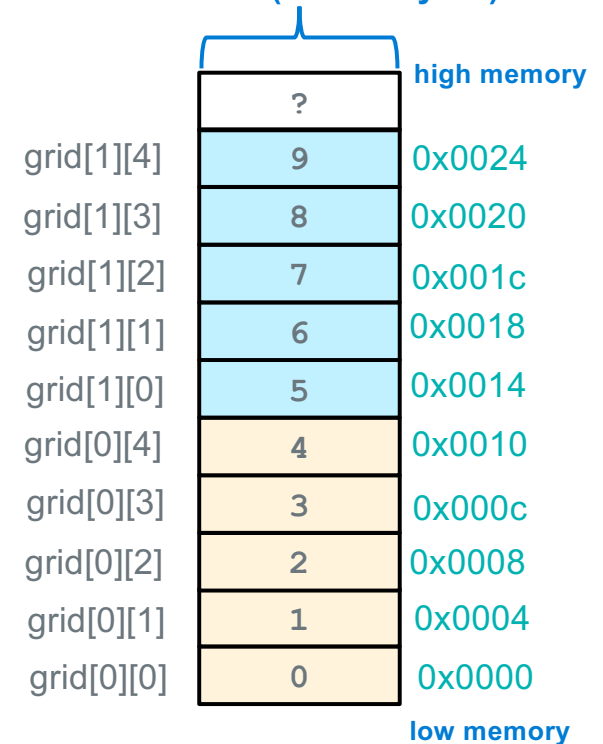 high memory
?
grid[1][4] 9 0x0024
grid[1][3] 8 0x0020
grid[1][2] 7 0x001c
grid[1][1] 6 0x0018
grid[1][0] 5 0x0014
grid[0][4] 4 0x0010
grid[0][3] 3 0x000c
grid[0][2] 2 0x0008
grid[0][1] 1 0x0004
grid[0][0] 0 0x0000
low memory